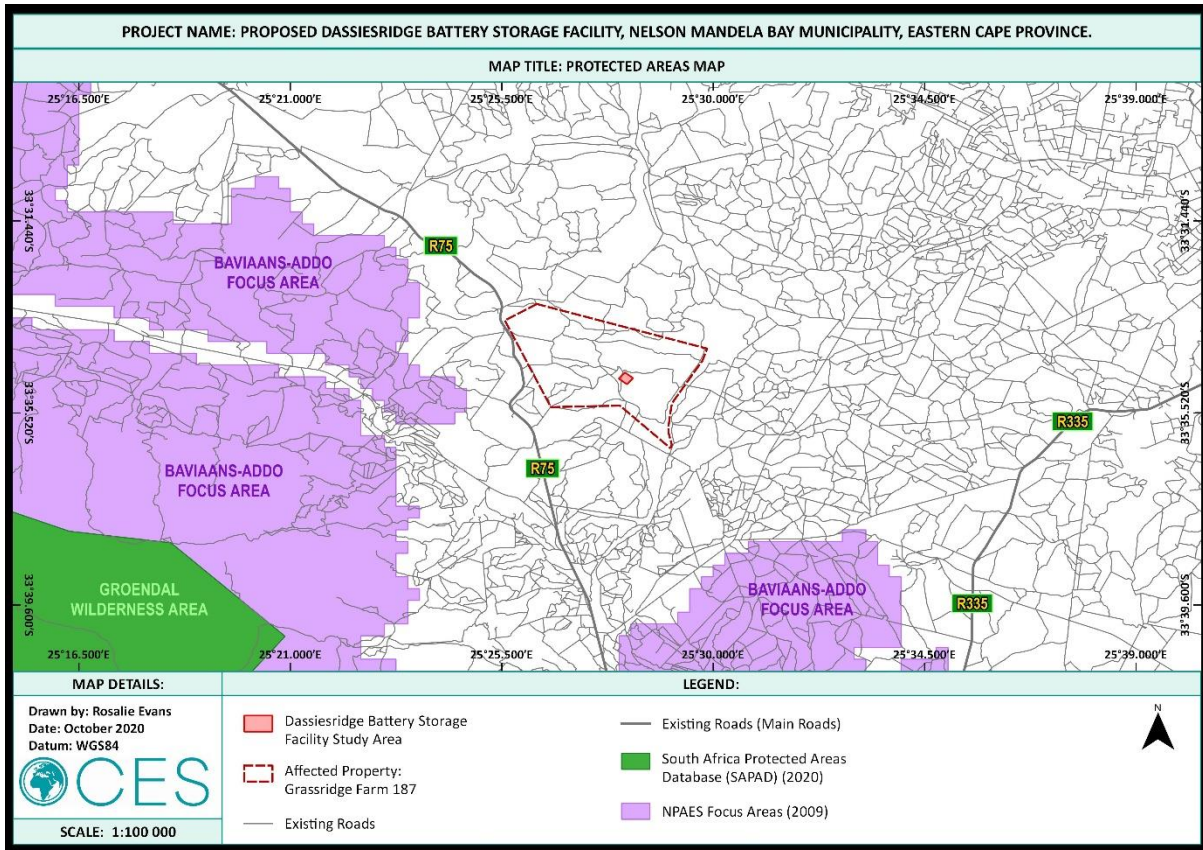 PROJECT NAME: PROPOSED DASSIESRIDGE BATTERY STORAGE FACILITY, NELSON MANDELA BAY MUNICIPALITY, EASTERN CAPE PROVINCE.
MAP TITLE: PROTECTED AREAS MAP
25°16.500'E
25°21.000'E
25°25.500'E
25°30.000'E
25°34.500'E
25°39.000'E
33°31.440'S
33°31.440'S
R75
BAVIAANS-ADDO
FOCUS AREA
33°35.520'S
33°35.520'S
R335
R75
BAVIAANS-ADDO
FOCUS AREA
GROENDAL
WILDERNESS AREA
BAVIAANS-ADDO
FOCUS AREA
R335
33°39.600'S
33°39.600'S
25°16.500'E
25°21.000'E
25°25.500'E
25°30.000'E
25°34.500'E
25°39.000'E
MAP DETAILS:
Drawn by: Rosalie Evans
Date: October 2020
Datum: WGS84
CES
SCALE: 1:100 000
LEGEND:
Dassiesridge Battery Storage
Facility Study Area
Affected Property:
Grassridge Farm 187
Existing Roads
Existing Roads (Main Roads)
South Africa Protected Areas
Database (SAPAD) (2020)
NPAES Focus Areas (2009)
N